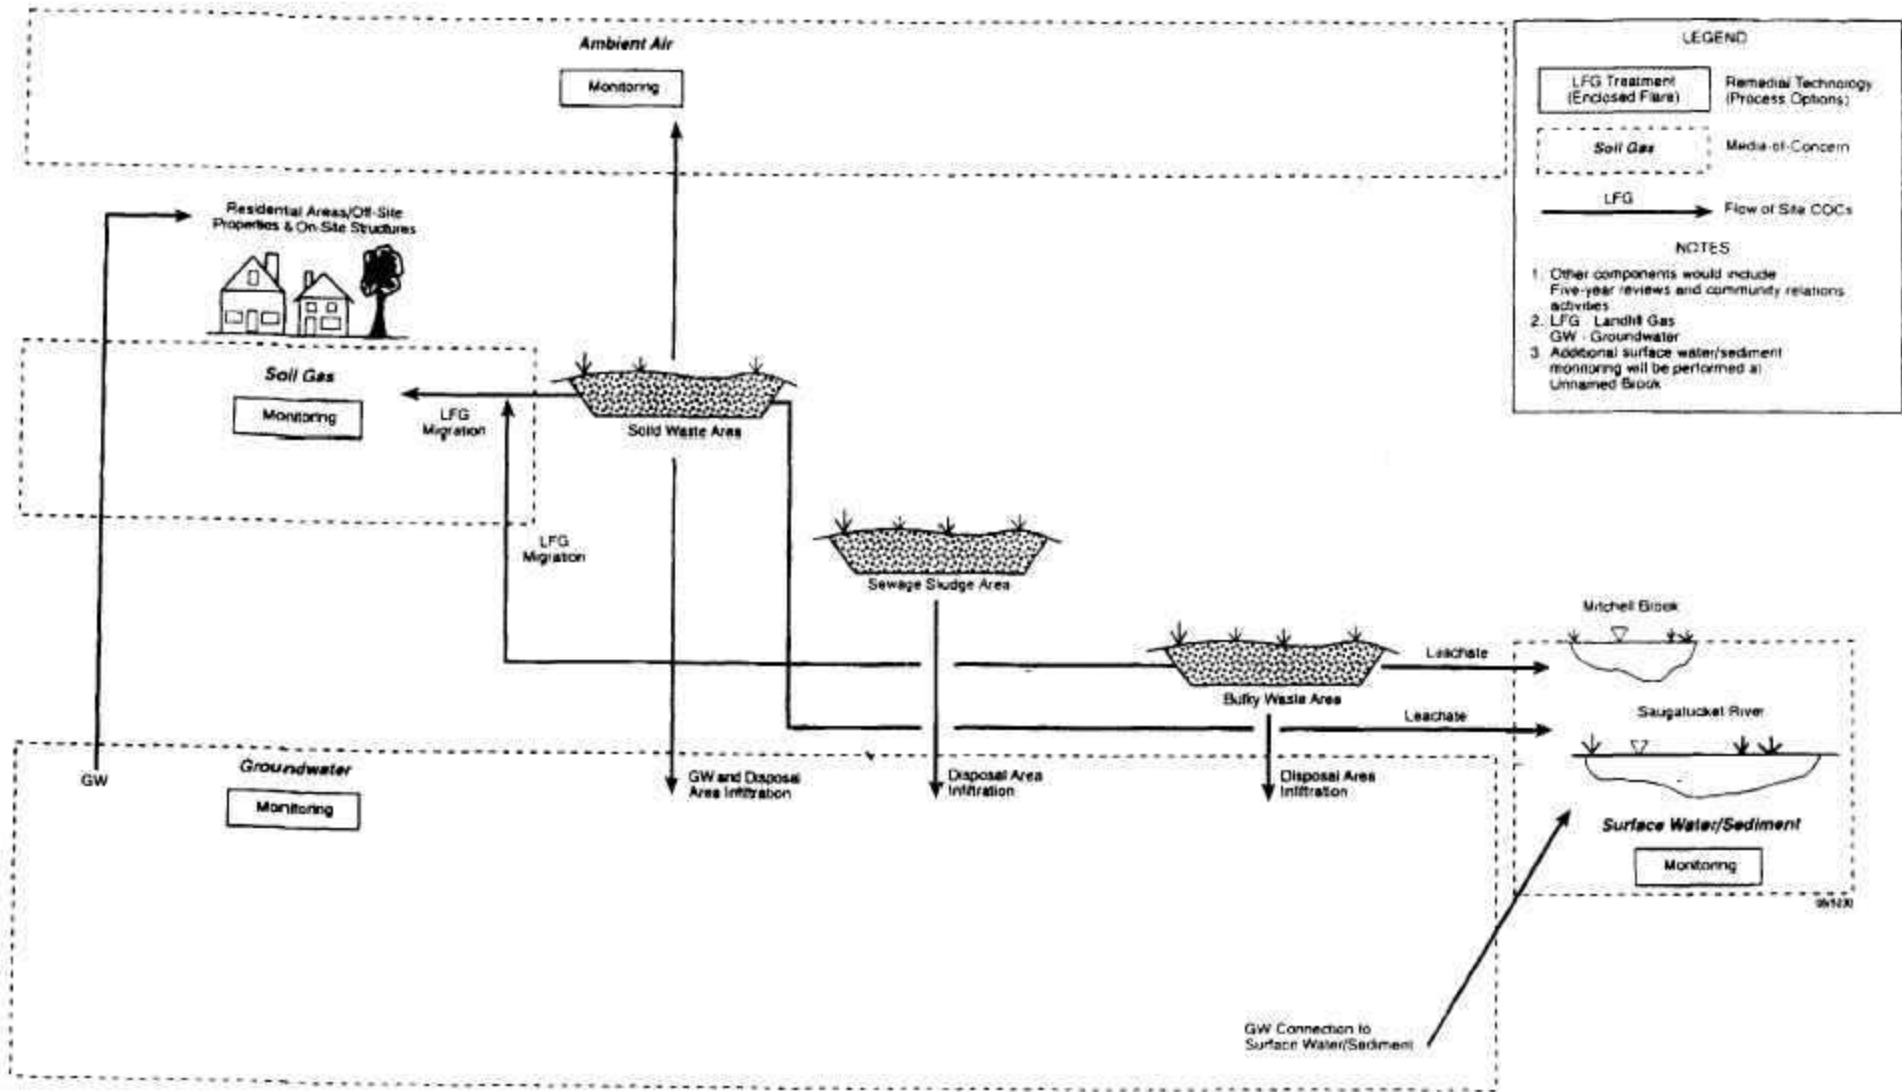 Ambient Air
Monitoring
LEGEND
LFG Treatment
(Enclosed Flare)
Remedial Technology
(Process Options)
Soil Gas
Media-of-Concern
LFG
Flow of Site COCs
NOTES
1. Other components would include
Five-year reviews and community relations
activities
2. LFG - Landfill Gas
GW - Groundwater
3. Additional surface water/sediment
monitoring will be performed at
Unnamed Brook
Residential Areas/Off-Site
Properties & On-Site Structures
Soil Gas
Monitoring
LFG
Migration
Solid Waste Area
LFG
Migration
Sewage Sludge Area
Mitchell Brook
Leachate
Bulky Waste Area
Leachate
Saugatucket River
GW
Groundwater
Monitoring
GW and Disposal
Area Infiltration
Disposal Area
Infiltration
Disposal Area
Infiltration
Surface Water/Sediment
Monitoring
GW Connection to
Surface Water/Sediment